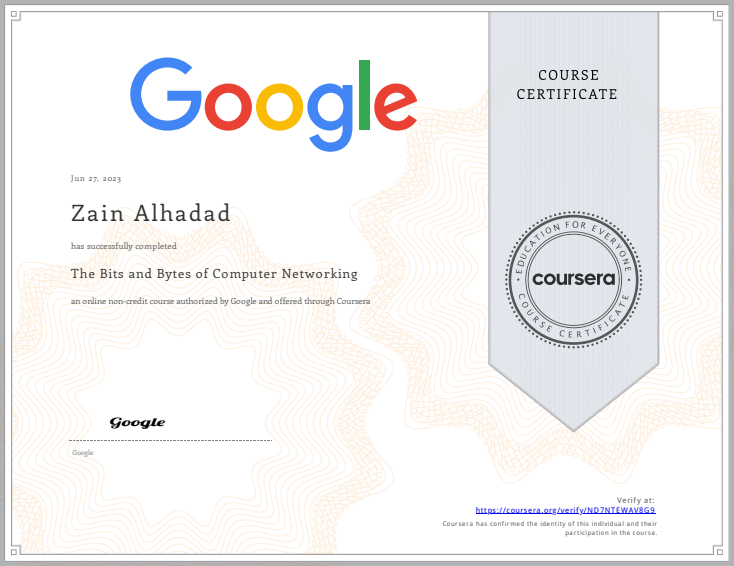 Google
COURSE
CERTIFICATE
Jun 27, 2023
Zain Alhadad
has successfully completed
The Bits and Bytes of Computer Networking
an online non-credit course authorized by Google and offered through Coursera
EDUCATION FOR EVERYONE
coursera
COURSE CERTIFICATE
Google
Google
Verify at:
https://coursera.org/verify/ND7NTEWAV8G9
Coursera has confirmed the identity of this individual and their
participation in the course.